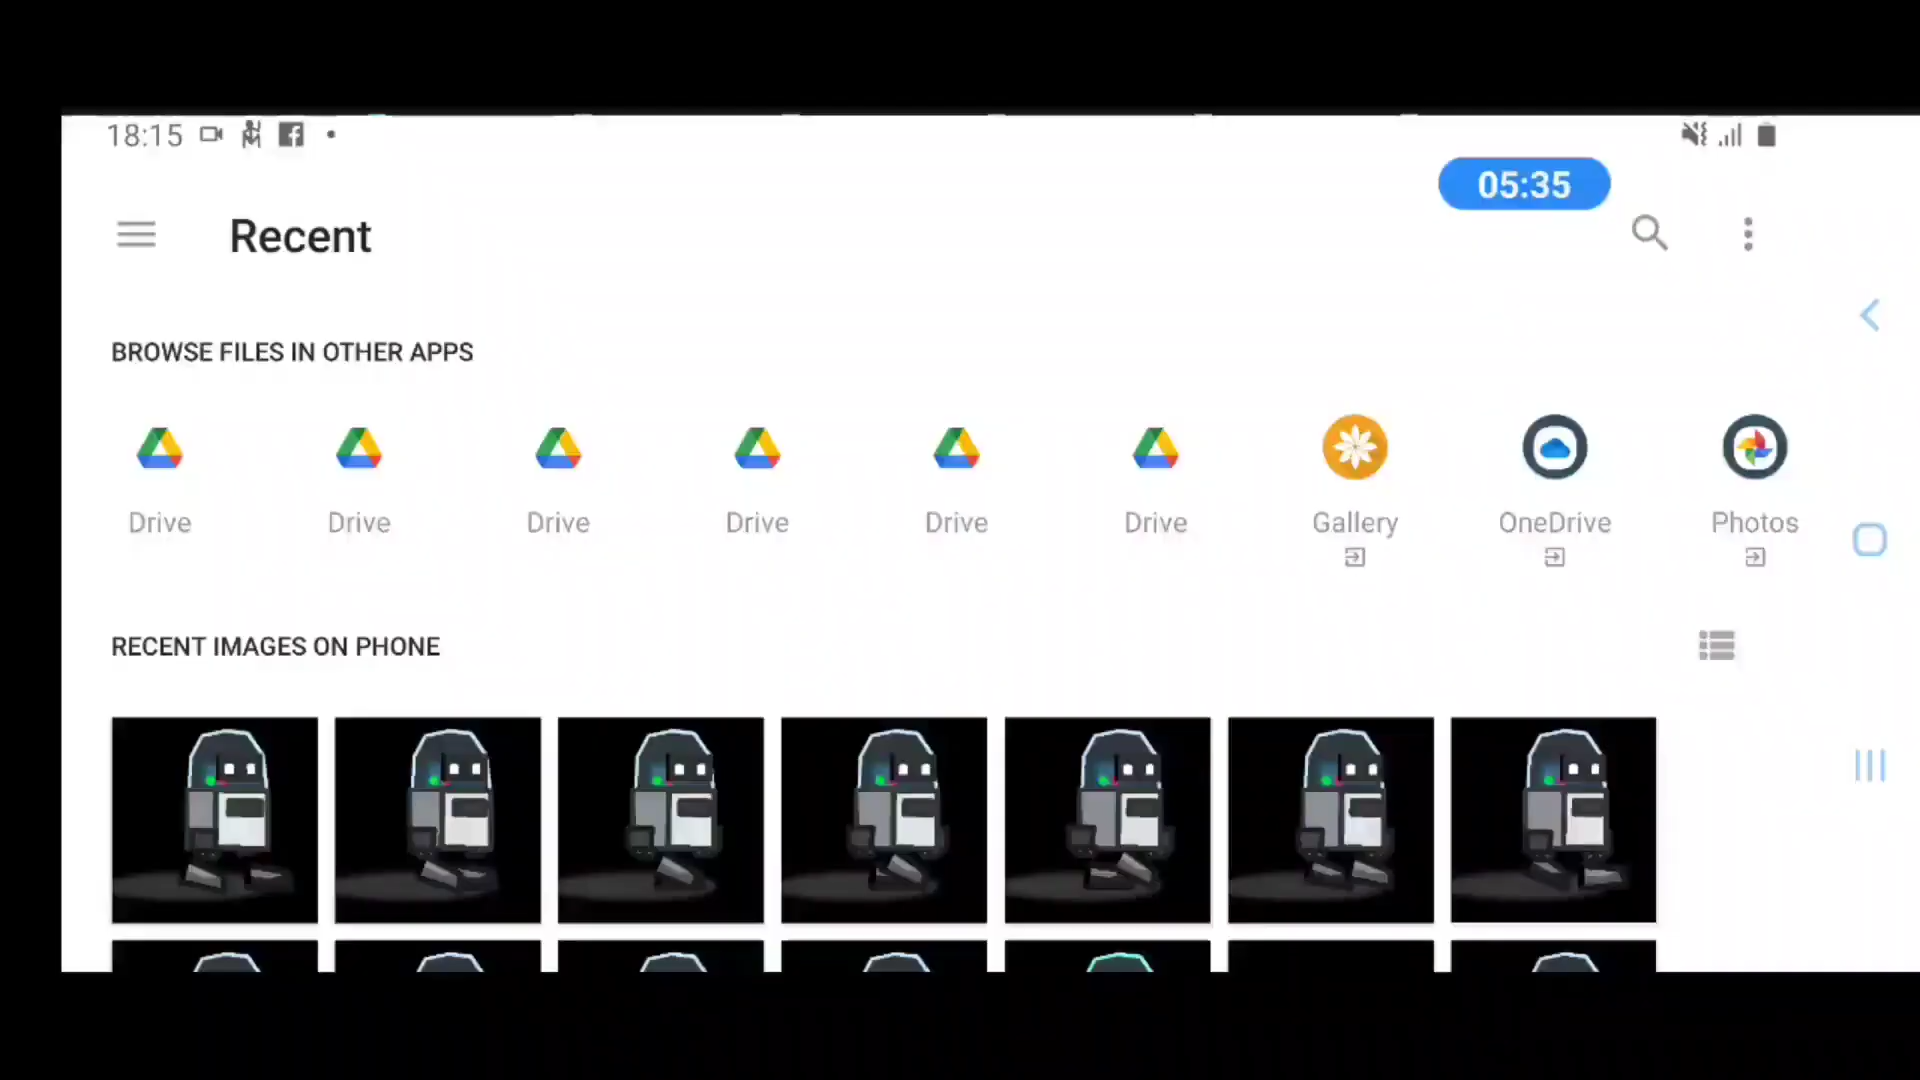 18:15
05:35
Recent
BROWSE FILES IN OTHER APPS
Drive
Drive
Drive
Drive
Drive
Drive
Gallery
OneDrive
Photos
RECENT IMAGES ON PHONE